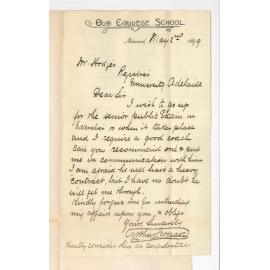 OLD COLLEGE SCHOOL.
May 2nd 1899
Mr. Hodge
Registrar
University Adelaide
Dear Sir
I wish to go up
for the senior public Exam in
November or when it takes place
and I require a good coach
Can you recommend one & put
me in communication with him
I am afraid he will have a heavy
contract, but I have no doubt he
will get me through.
Kindly forgive me for intruding
my affairs upon you, & oblige
Yours sincerely
Kindly consider this as confidential